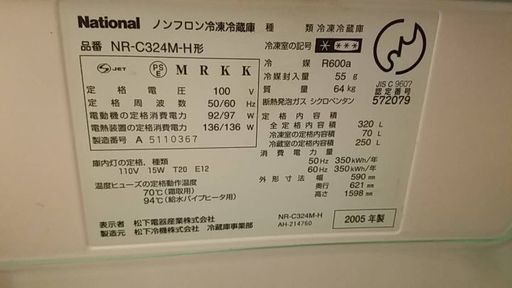 National ノンフロン冷凍冷蔵庫
品番 NR-C324M-H形
S JET PSE MRKK
定格電圧 100 V
定格周波数 50/60 Hz
電動機の定格消費電力 92/97 W
電熱装置の定格消費電力 136/136 W
製造番号 A 5110367
庫内灯の定格、種類
110V 15W T20 E12
温度ヒューズの定格動作温度
70℃(霜取用)
94℃(給水パイプヒータ用)
表示者 松下電器産業株式会社
製造元 松下冷機株式会社 冷蔵庫事業部
種類 冷凍冷蔵庫
冷凍室の記号 * ***
冷媒 R600a
冷媒封入量 55 g
質量 64 kg
断熱発泡ガス シクロペンタン
定格内容積
全定格内容積 320 L
冷凍室の定格内容積 70 L
冷蔵室の定格内容積 250 L
消費電力量
50Hz 350 kWh/年
60Hz 350 kWh/年
外形寸法 幅 590 mm
奥行 621 mm
高さ 1598 mm
NR-C324M-H
AH-214760
2005 年製
JIS C 9607
認定番号
572079